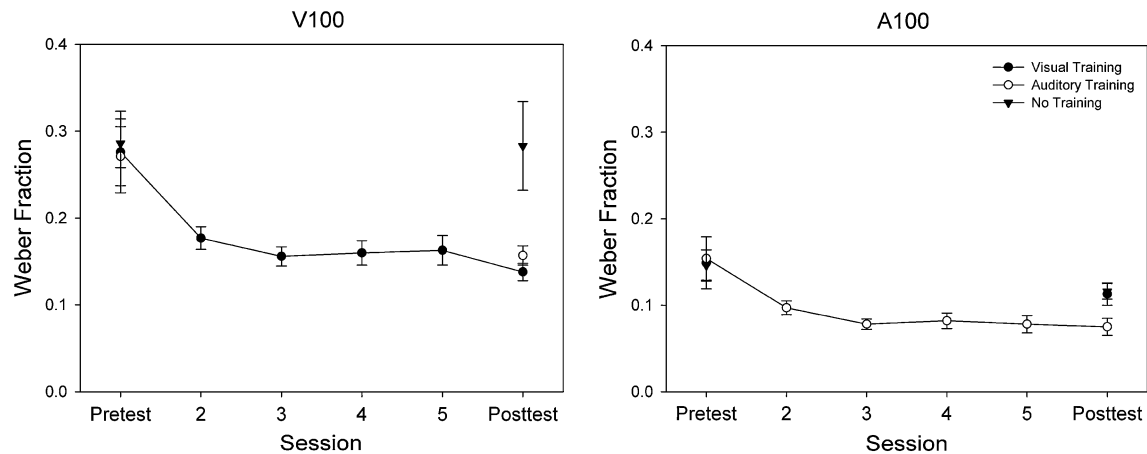 V100
0.4
0.3
0.2
0.1
0.0
Weber Fraction
Pretest 2 3 4 5 Posttest
Session
A100
0.4
0.3
0.2
0.1
0.0
Weber Fraction
Visual Training
Auditory Training
No Training
Pretest 2 3 4 5 Posttest
Session